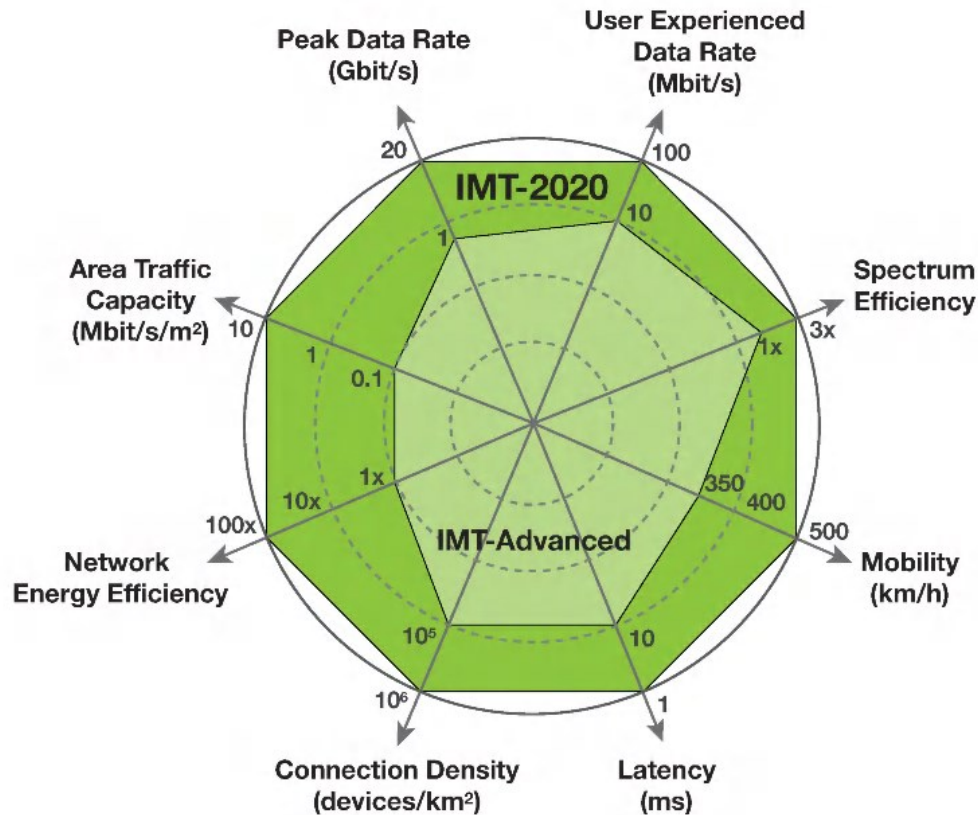 Peak Data Rate
(Gbit/s)
User Experienced
Data Rate
(Mbit/s)
20
100
IMT-2020
10
1
Area Traffic
Capacity
(Mbit/s/m²)
Spectrum
Efficiency
10
1
0.1
1x
3x
1x
10x
100x
350
400
500
IMT-Advanced
Network
Energy Efficiency
Mobility
(km/h)
10⁵
10
10⁶
1
Connection Density
(devices/km²)
Latency
(ms)